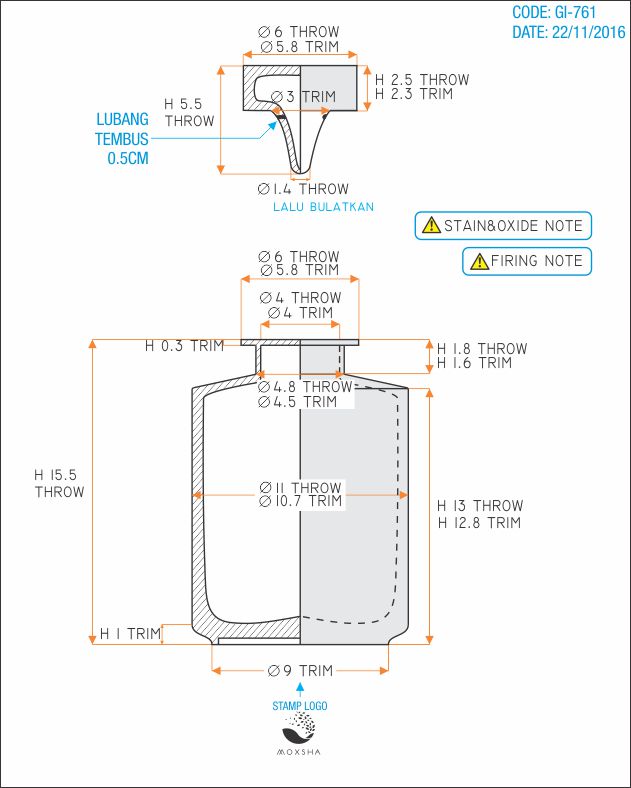 CODE: GI-761
DATE: 22/11/2016
∅6 THROW
∅5.8 TRIM
H 2.5 THROW
H 2.3 TRIM
∅3 TRIM
H 5.5
THROW
LUBANG
TEMBUS
0.5CM
∅1.4 THROW
LALU BULATKAN
STAIN&OXIDE NOTE
FIRING NOTE
∅6 THROW
∅5.8 TRIM
∅4 THROW
∅4 TRIM
H 0.3 TRIM
H 1.8 THROW
H 1.6 TRIM
∅4.8 THROW
∅4.5 TRIM
H 15.5
THROW
∅11 THROW
∅10.7 TRIM
H 13 THROW
H 12.8 TRIM
H 1 TRIM
∅9 TRIM
STAMP LOGO
MOXSHA